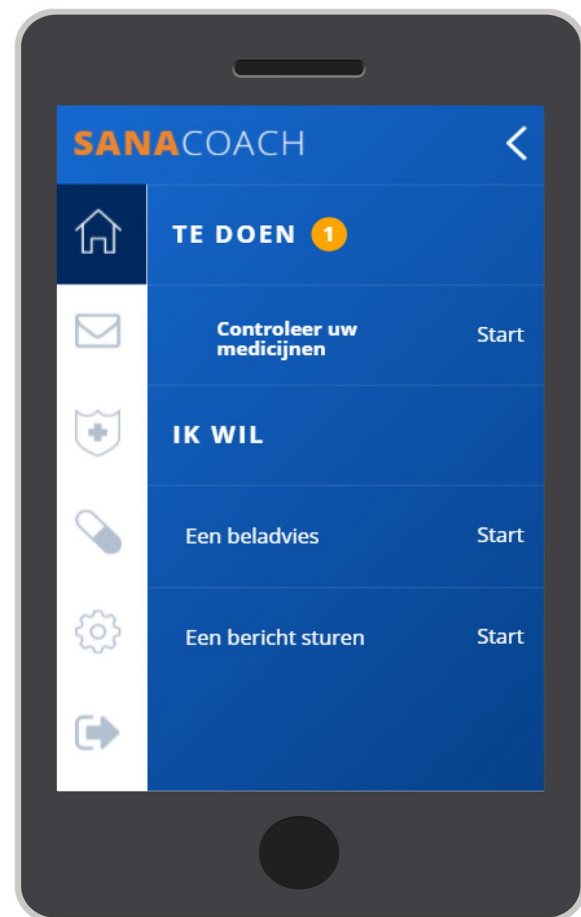 SANACOACH
TE DOEN 1
Controleer uw
medicijnen
Start
IK WIL
Een beladvies Start
Een bericht sturen Start